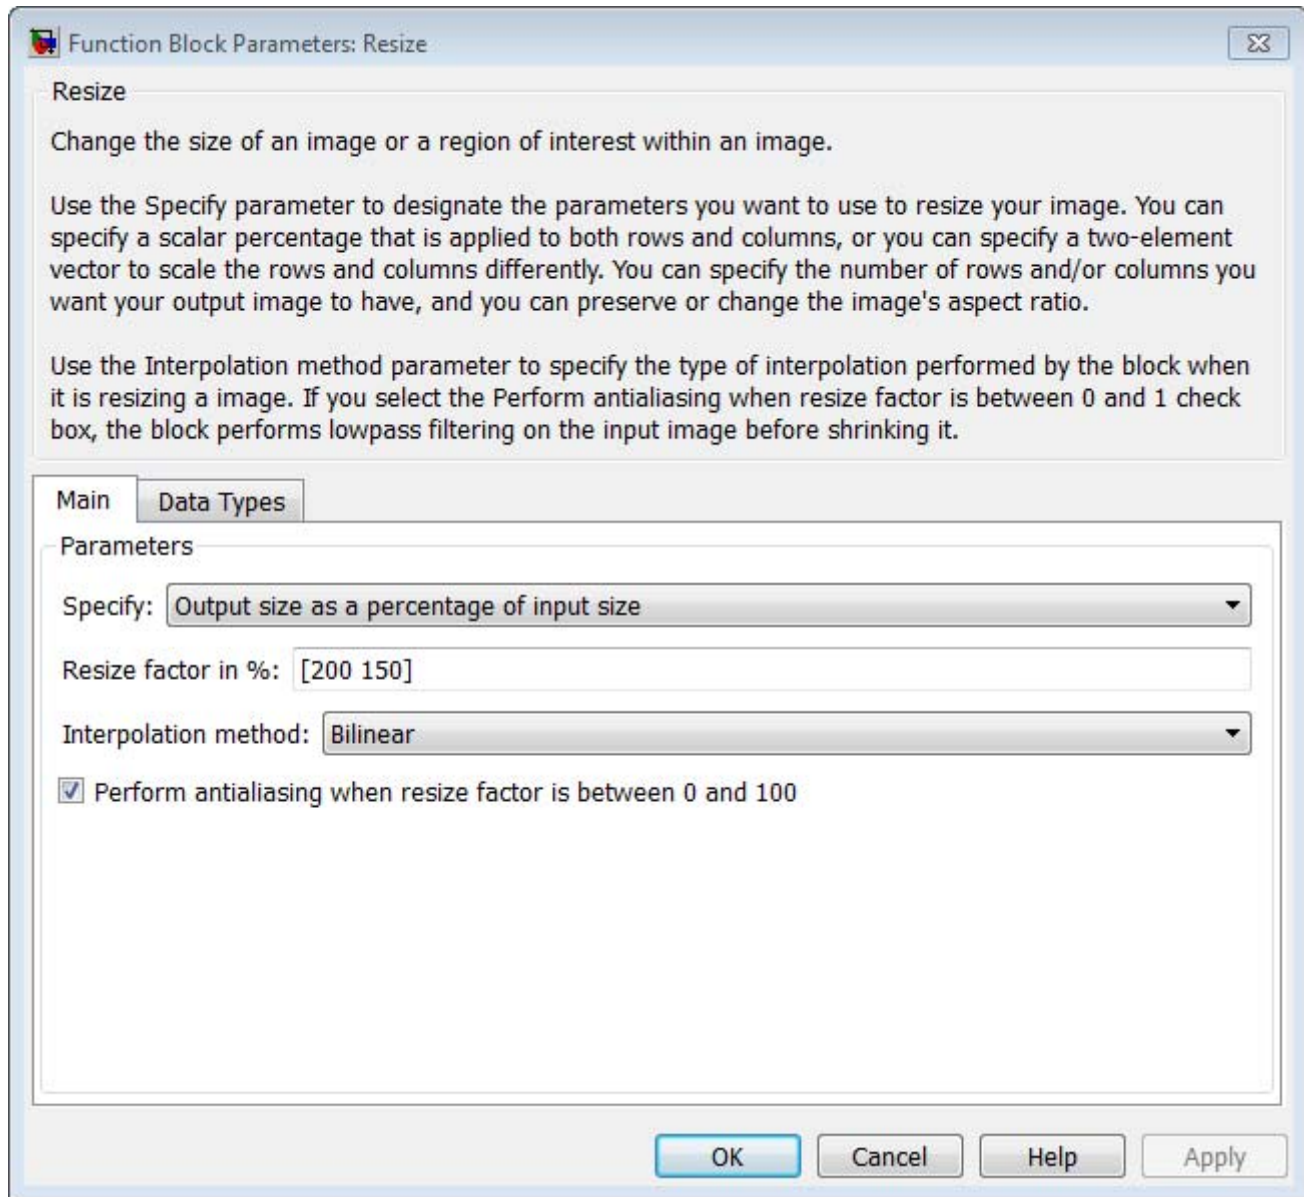 Function Block Parameters: Resize
Resize
Change the size of an image or a region of interest within an image.
Use the Specify parameter to designate the parameters you want to use to resize your image. You can
specify a scalar percentage that is applied to both rows and columns, or you can specify a two-element
vector to scale the rows and columns differently. You can specify the number of rows and/or columns you
want your output image to have, and you can preserve or change the image's aspect ratio.
Use the Interpolation method parameter to specify the type of interpolation performed by the block when
it is resizing a image. If you select the Perform antialiasing when resize factor is between 0 and 1 check
box, the block performs lowpass filtering on the input image before shrinking it.
Main Data Types
Parameters
Specify: Output size as a percentage of input size
Resize factor in %: [200 150]
Interpolation method: Bilinear
Perform antialiasing when resize factor is between 0 and 100
OK Cancel Help Apply